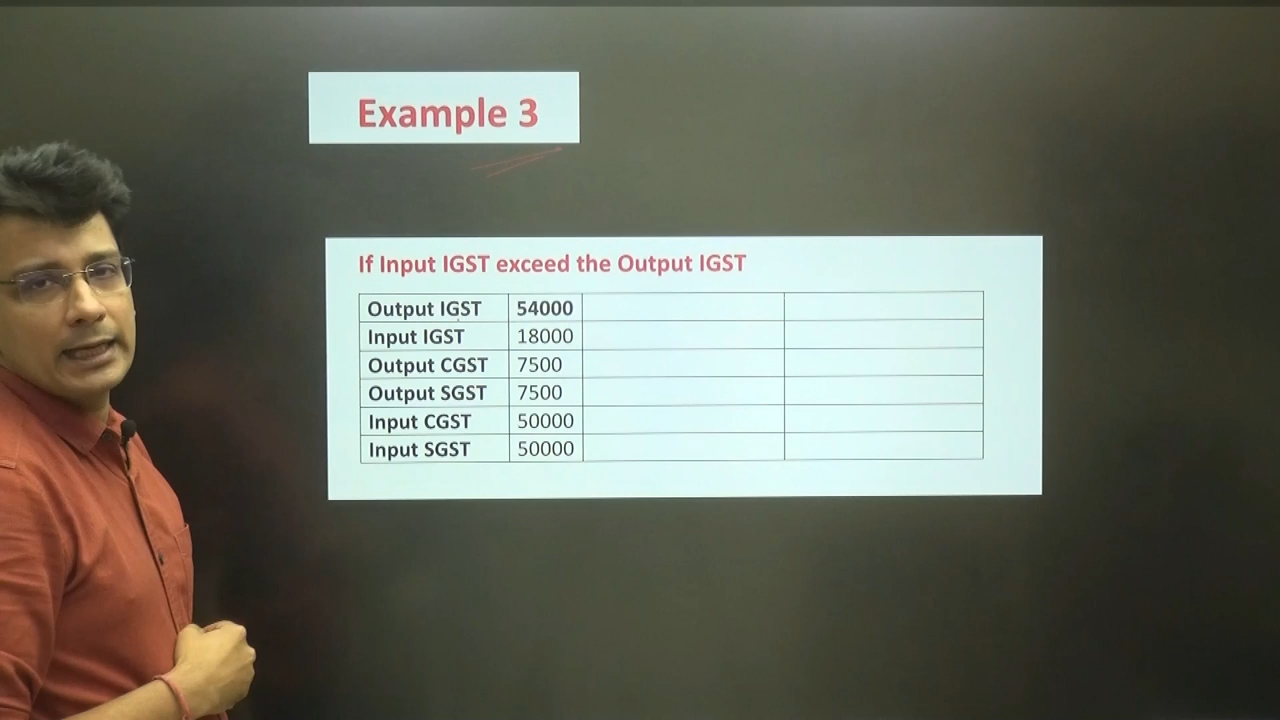 Example 3
If Input IGST exceed the Output IGST
Output IGST 54000
Input IGST 18000
Output CGST 7500
Output SGST 7500
Input CGST 50000
Input SGST 50000